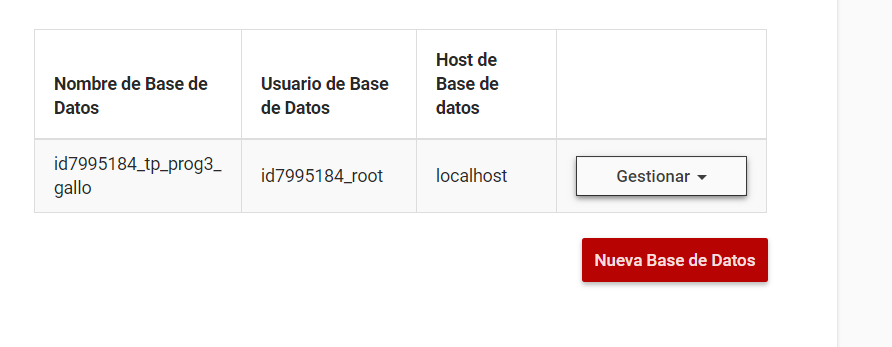 Nombre de Base de
Datos
Usuario de Base
de Datos
Host de
Base de
datos
id7995184_tp_prog3_
gallo
id7995184_root
localhost
Gestionar
Nueva Base de Datos